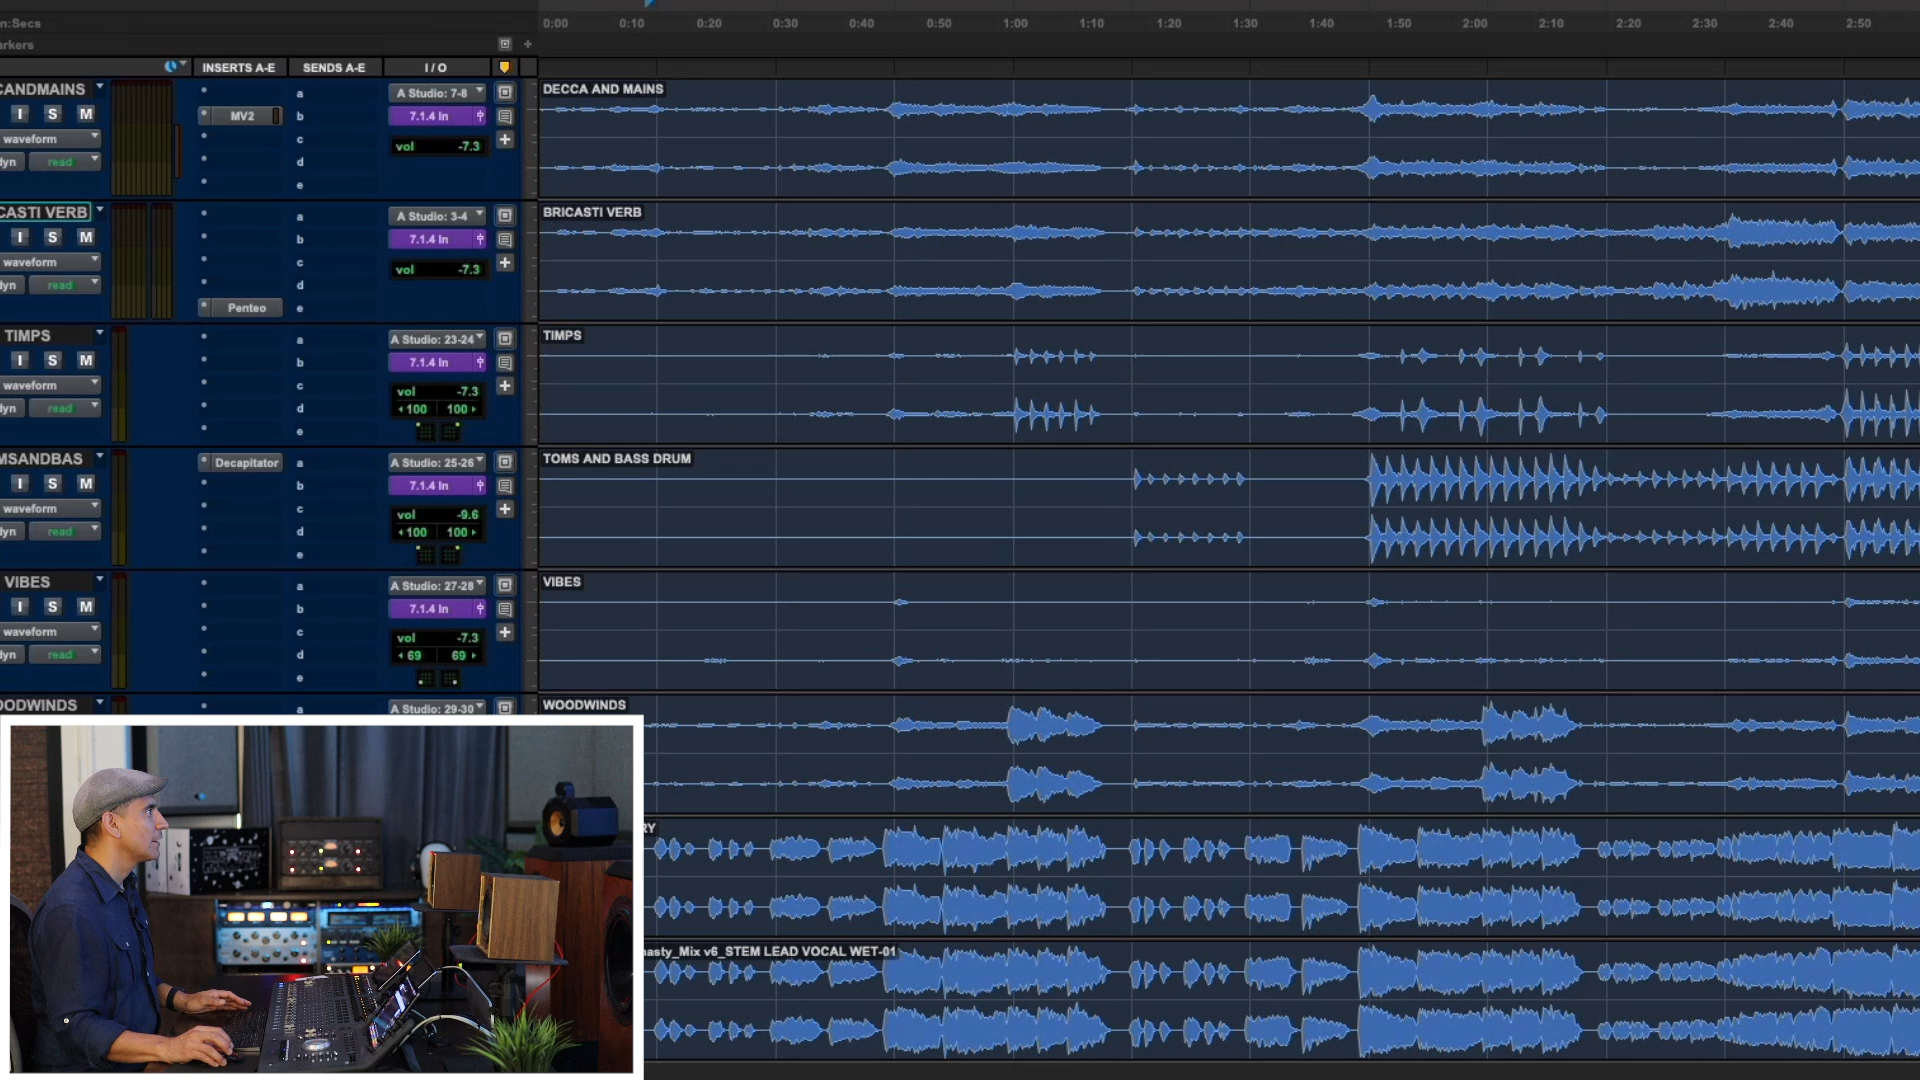 n:Secs 0:00 0:10 0:20 0:30 0:40 0:50 1:00 1:10 1:20 1:30 1:40 1:50 2:00 2:10 2:20 2:30 2:40 2:50
arkers
INSERTS A-E SENDS A-E I / O
CANDMAINS a A Studio: 7-8 DECCA AND MAINS
I S M MV2 b 7.1.4 In
waveform c vol -7.3
dyn read d
e
CASTI VERB a A Studio: 3-4 BRICASTI VERB
I S M b 7.1.4 In
waveform c vol -7.3
dyn read d
Penteo e
TIMPS a A Studio: 23-24 TIMPS
I S M b 7.1.4 In
waveform c vol -7.3
dyn read d 100 100
e
MSANDBAS Decapitator a A Studio: 25-26 TOMS AND BASS DRUM
I S M b 7.1.4 In
waveform c vol -9.6
dyn read d 100 100
e
VIBES a A Studio: 27-28 VIBES
I S M b 7.1.4 In
waveform c vol -7.3
dyn read d 69 69
e
OODWINDS a A Studio: 29-30 WOODWINDS
RY
nasty_Mix v6_STEM LEAD VOCAL WET-01